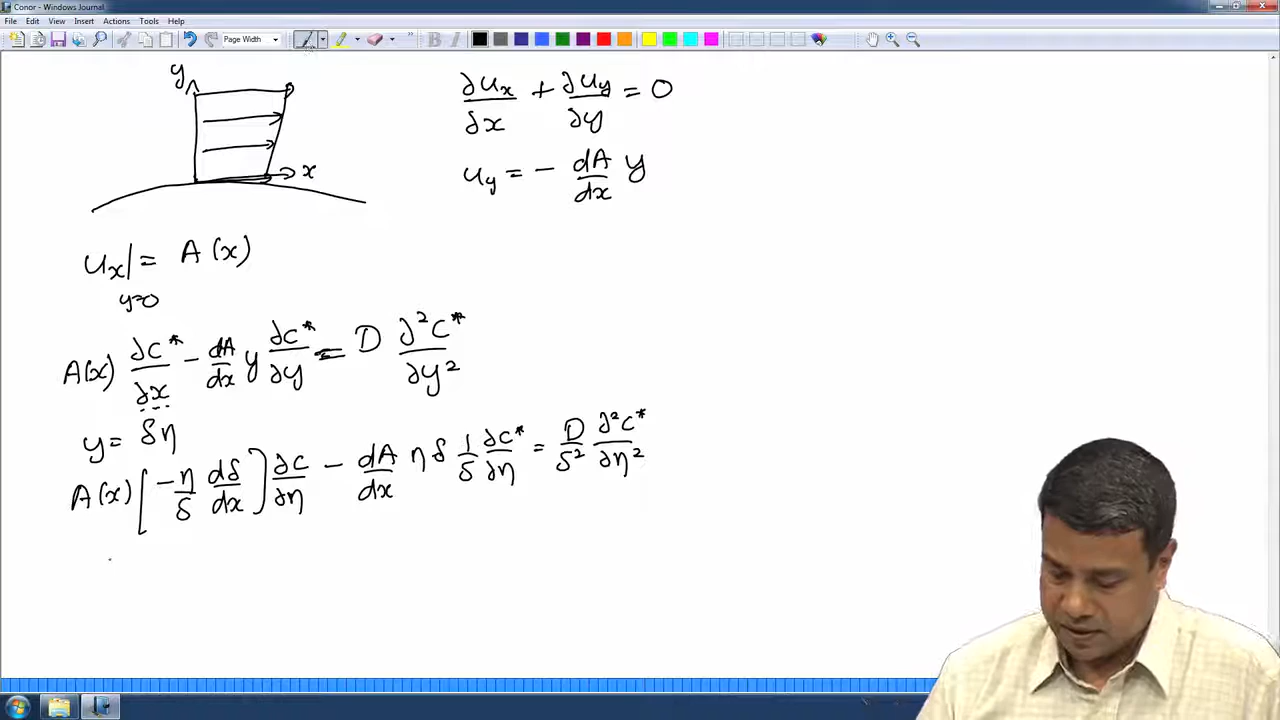 Conor - Windows Journal
File Edit View Insert Actions Tools Help
Page Width
B I
y
x
∂u_x/∂x + ∂u_y/∂y = 0
u_y = - dA/dx y
u_x|_{y=0} = A(x)
A(x) ∂c*/∂x - dA/dx y ∂c*/∂y = D ∂²c*/∂y²
y = δη
A(x) [-η/δ dδ/dx] ∂c/∂η - dA/dx η δ 1/δ ∂c*/∂η = D/δ² ∂²c*/∂η²